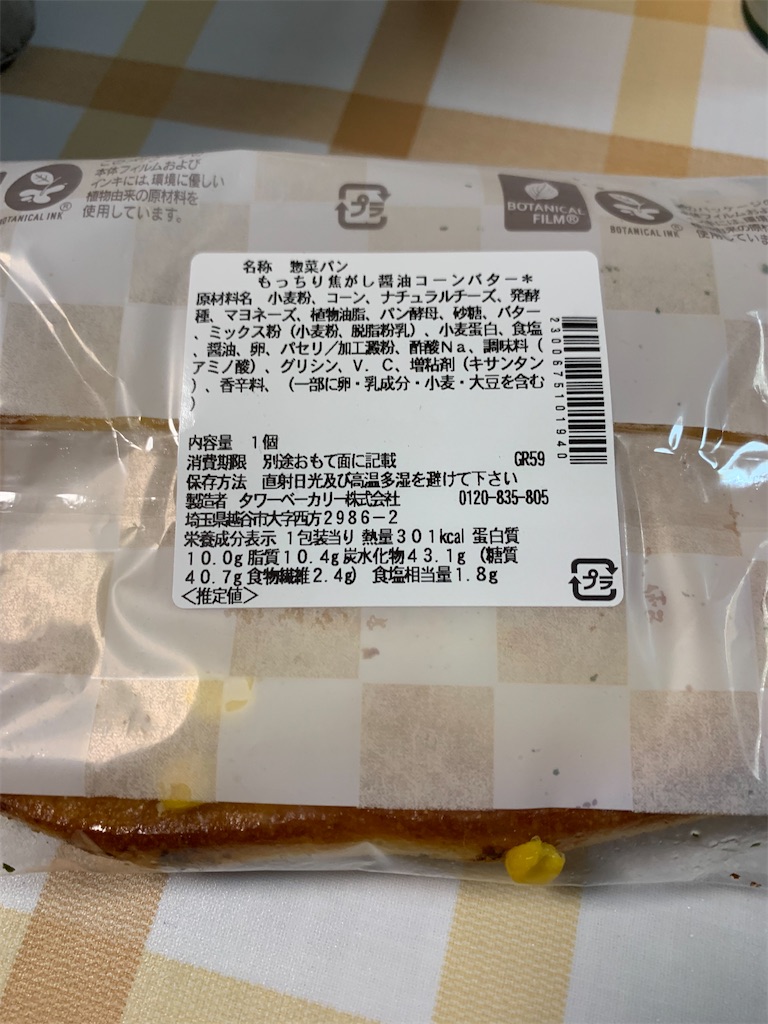 本体フィルムおよび
インキには、環境に優しい
植物由来の原材料を
使用しています。
BOTANICAL INK®
プラ
BOTANICAL
FILM®
BOTANICAL INK
名称 惣菜パン
もっちり焦がし醤油コーンバター*
原材料名 小麦粉、コーン、ナチュラルチーズ、発酵
種、マヨネーズ、植物油脂、パン酵母、砂糖、バター
、ミックス粉(小麦粉、脱脂粉乳)、小麦蛋白、食塩
、醤油、卵、パセリ/加工澱粉、酢酸Na、調味料(
アミノ酸)、グリシン、V.C、増粘剤(キサンタン
)、香辛料、(一部に卵・乳成分・小麦・大豆を含む
)
2300675101940
内容量 1個
消費期限 別途おもて面に記載 GR59
保存方法 直射日光及び高温多湿を避けて下さい
製造者 タワーベーカリー株式会社 0120-835-805
埼玉県越谷市大字西方2986-2
栄養成分表示 1包装当り 熱量301kcal 蛋白質
10.0g 脂質10.4g 炭水化物43.1g (糖質
40.7g 食物繊維2.4g) 食塩相当量1.8g
<推定値>
プラ